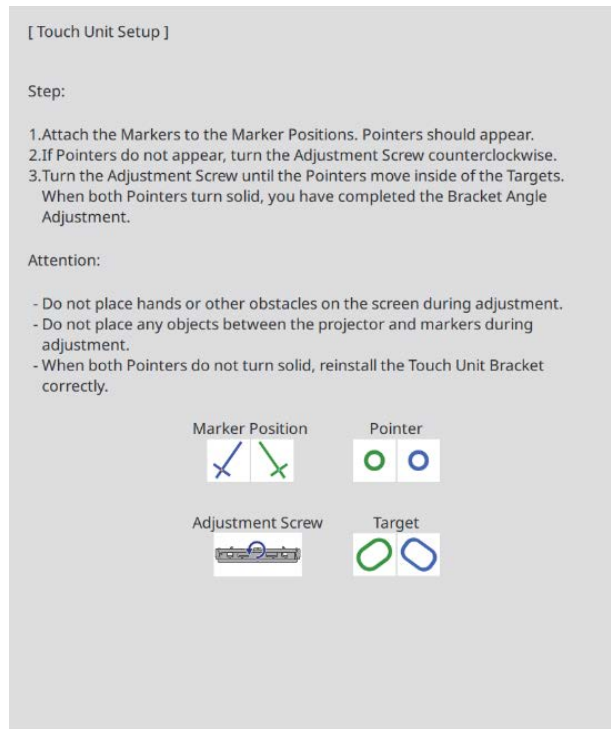 [ Touch Unit Setup ]
Step:
1.Attach the Markers to the Marker Positions. Pointers should appear.
2.If Pointers do not appear, turn the Adjustment Screw counterclockwise.
3.Turn the Adjustment Screw until the Pointers move inside of the Targets.
When both Pointers turn solid, you have completed the Bracket Angle
Adjustment.
Attention:
- Do not place hands or other obstacles on the screen during adjustment.
- Do not place any objects between the projector and markers during
adjustment.
- When both Pointers do not turn solid, reinstall the Touch Unit Bracket
correctly.
Marker Position Pointer
Adjustment Screw Target